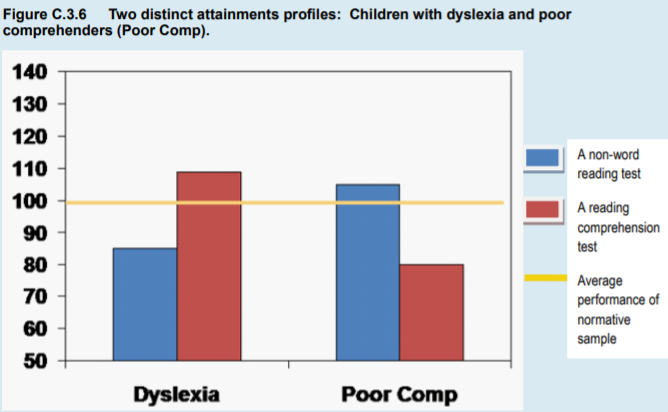 Figure C.3.6 Two distinct attainments profiles: Children with dyslexia and poor
comprehenders (Poor Comp).
140
130
120
110
100
90
80
70
60
50
Dyslexia
Poor Comp
A non-word
reading test
A reading
comprehension
test
Average
performance of
normative
sample